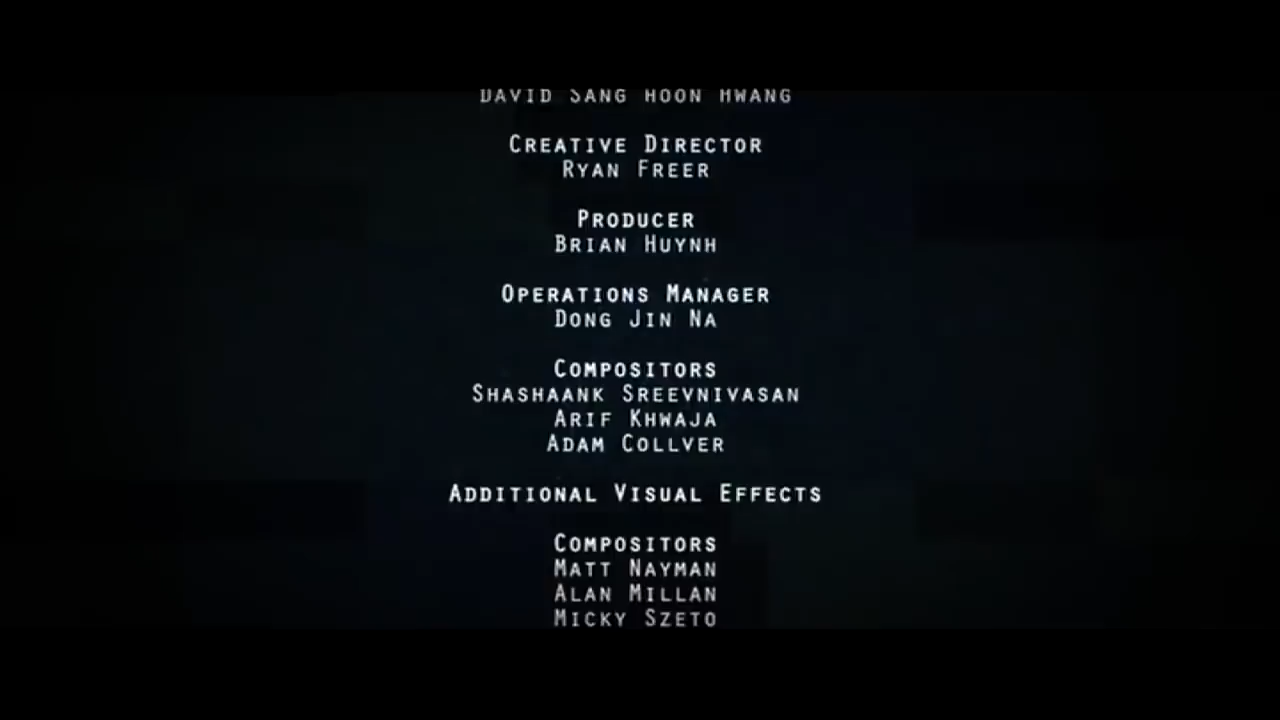 DAVID SANG HOON HWANG
CREATIVE DIRECTOR
RYAN FREER
PRODUCER
BRIAN HUYNH
OPERATIONS MANAGER
DONG JIN NA
COMPOSITORS
SHASHAANK SREEVNIVASAN
ARIF KHWAJA
ADAM COLLVER
ADDITIONAL VISUAL EFFECTS
COMPOSITORS
MATT NAYMAN
ALAN MILLAN
MICKY SZETO